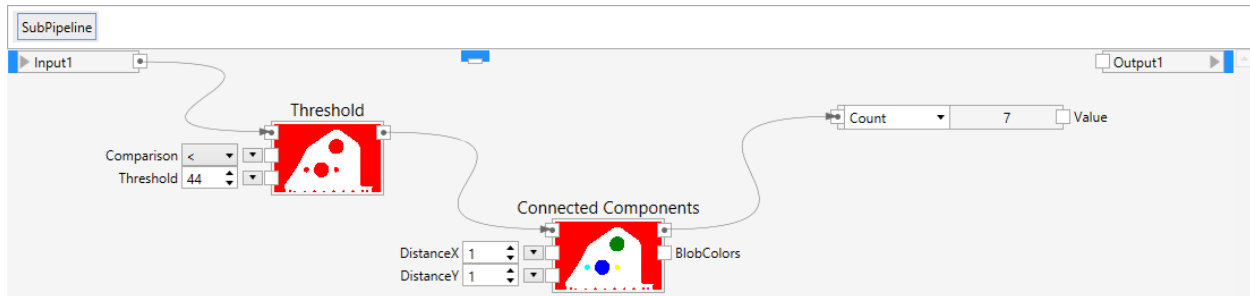 SubPipeline
Input1
Output1
Threshold
Count 7 Value
Comparison <
Threshold 44
Connected Components
DistanceX 1 BlobColors
DistanceY 1